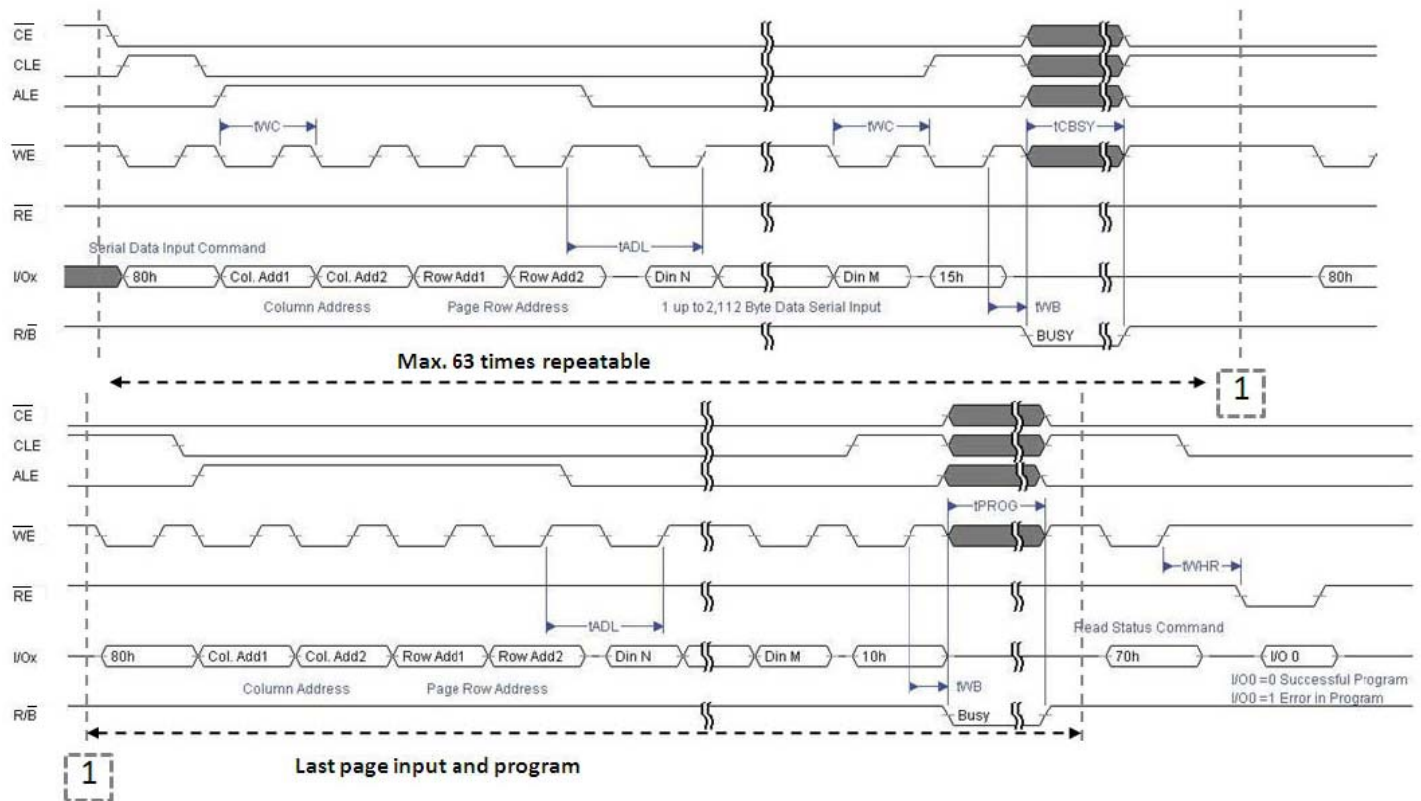 CE
CLE
ALE
tWC tWC tCBSY
WE
RE
tADL
Serial Data Input Command
I/Ox 80h Col. Add1 Col. Add2 Row Add1 Row Add2 Din N Din M 15h 80h
Column Address Page Row Address 1 up to 2,112 Byte Data Serial Input tWB
R/B BUSY
Max. 63 times repeatable
1
CE
CLE
ALE
tPROG
WE
tWHR
RE
tADL
Read Status Command
I/Ox 80h Col. Add1 Col. Add2 Row Add1 Row Add2 Din N Din M 10h 70h I/O 0
Column Address Page Row Address tWB I/O0 =0 Successful Program
I/O0 =1 Error in Program
R/B Busy
1
Last page input and program